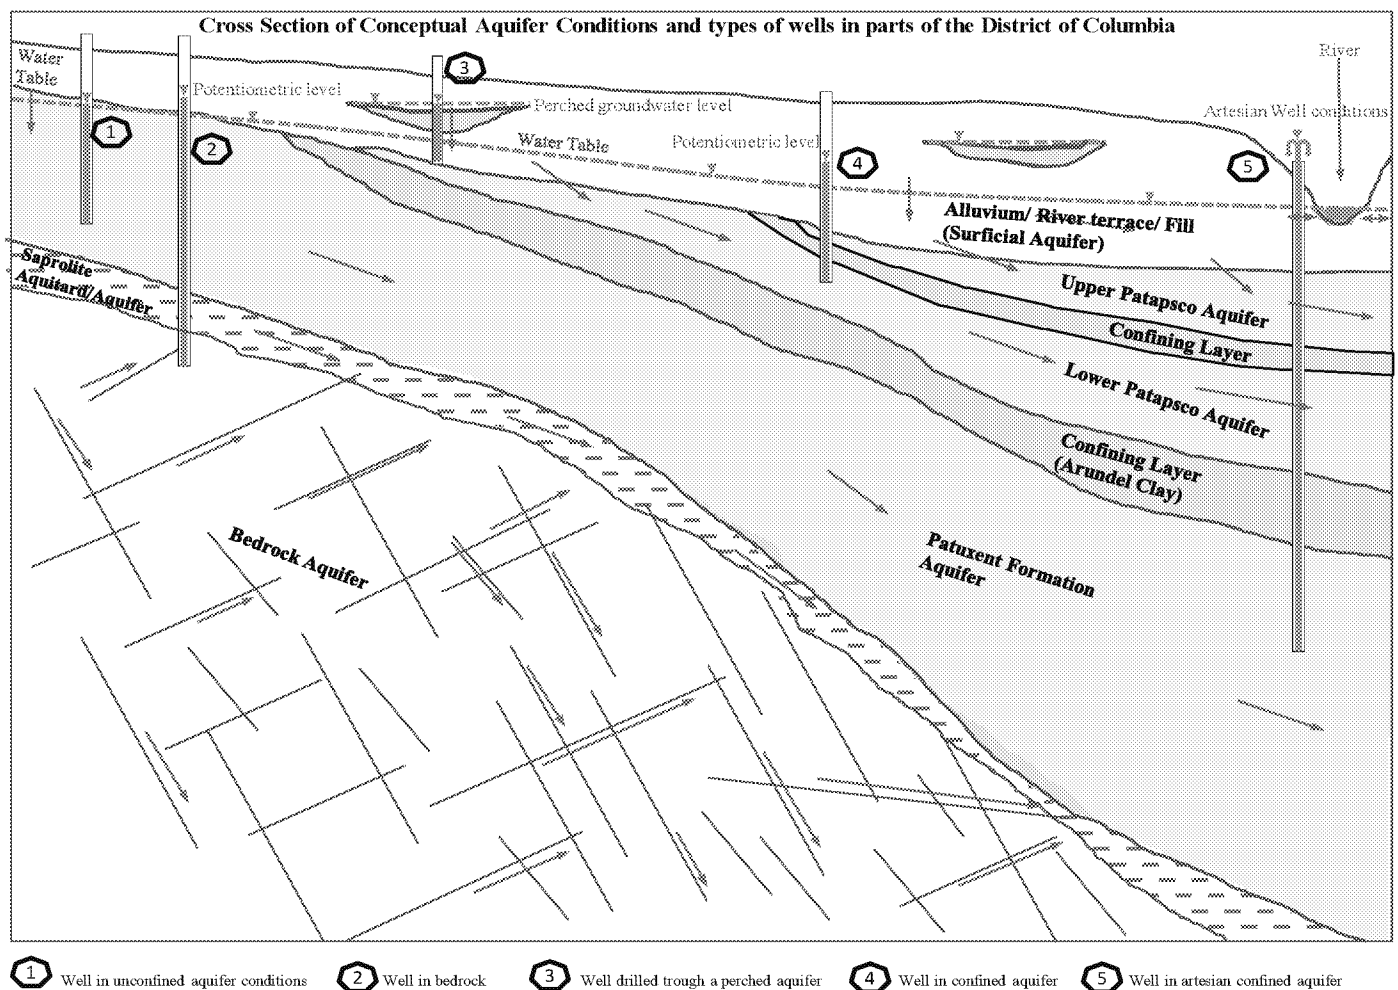 Cross Section of Conceptual Aquifer Conditions and types of wells in parts of the District of Columbia
Water
Table
Potentiometric level
3
River
Perched groundwater level
Artesian Well conditions
1
2
Water Table
Potentiometric level
4
5
Alluvium/ River terrace/ Fill
(Surficial Aquifer)
Saprolite
Aquitard/Aquifer
Upper Patapsco Aquifer
Confining Layer
Lower Patapsco Aquifer
Confining Layer
(Arundel Clay)
Bedrock Aquifer
Patuxent Formation
Aquifer
1 Well in unconfined aquifer conditions
2 Well in bedrock
3 Well drilled trough a perched aquifer
4 Well in confined aquifer
5 Well in artesian confined aquifer